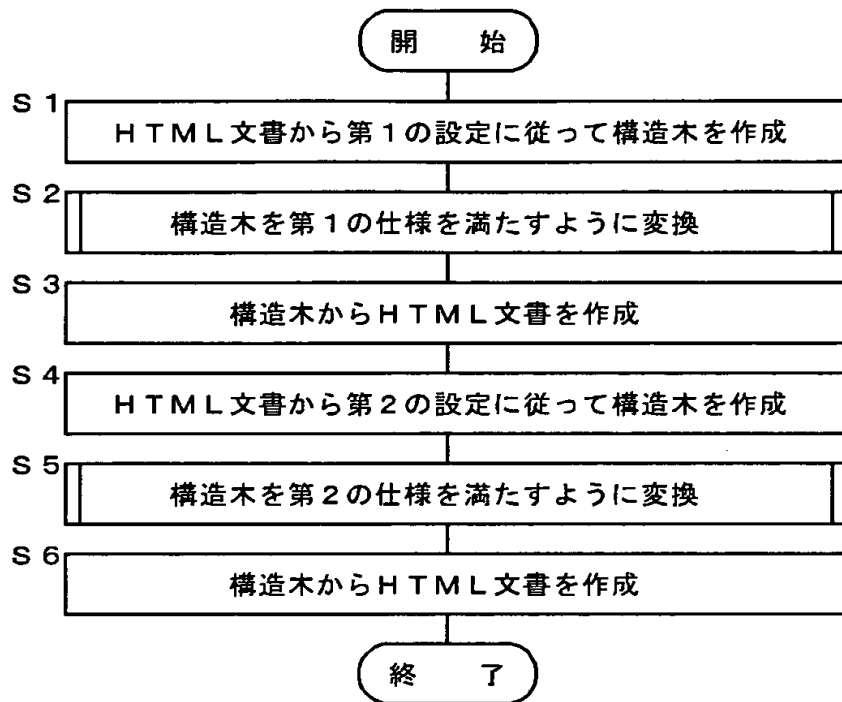 開　始
S1
HTML文書から第1の設定に従って構造木を作成
S2
構造木を第1の仕様を満たすように変換
S3
構造木からHTML文書を作成
S4
HTML文書から第2の設定に従って構造木を作成
S5
構造木を第2の仕様を満たすように変換
S6
構造木からHTML文書を作成
終　了